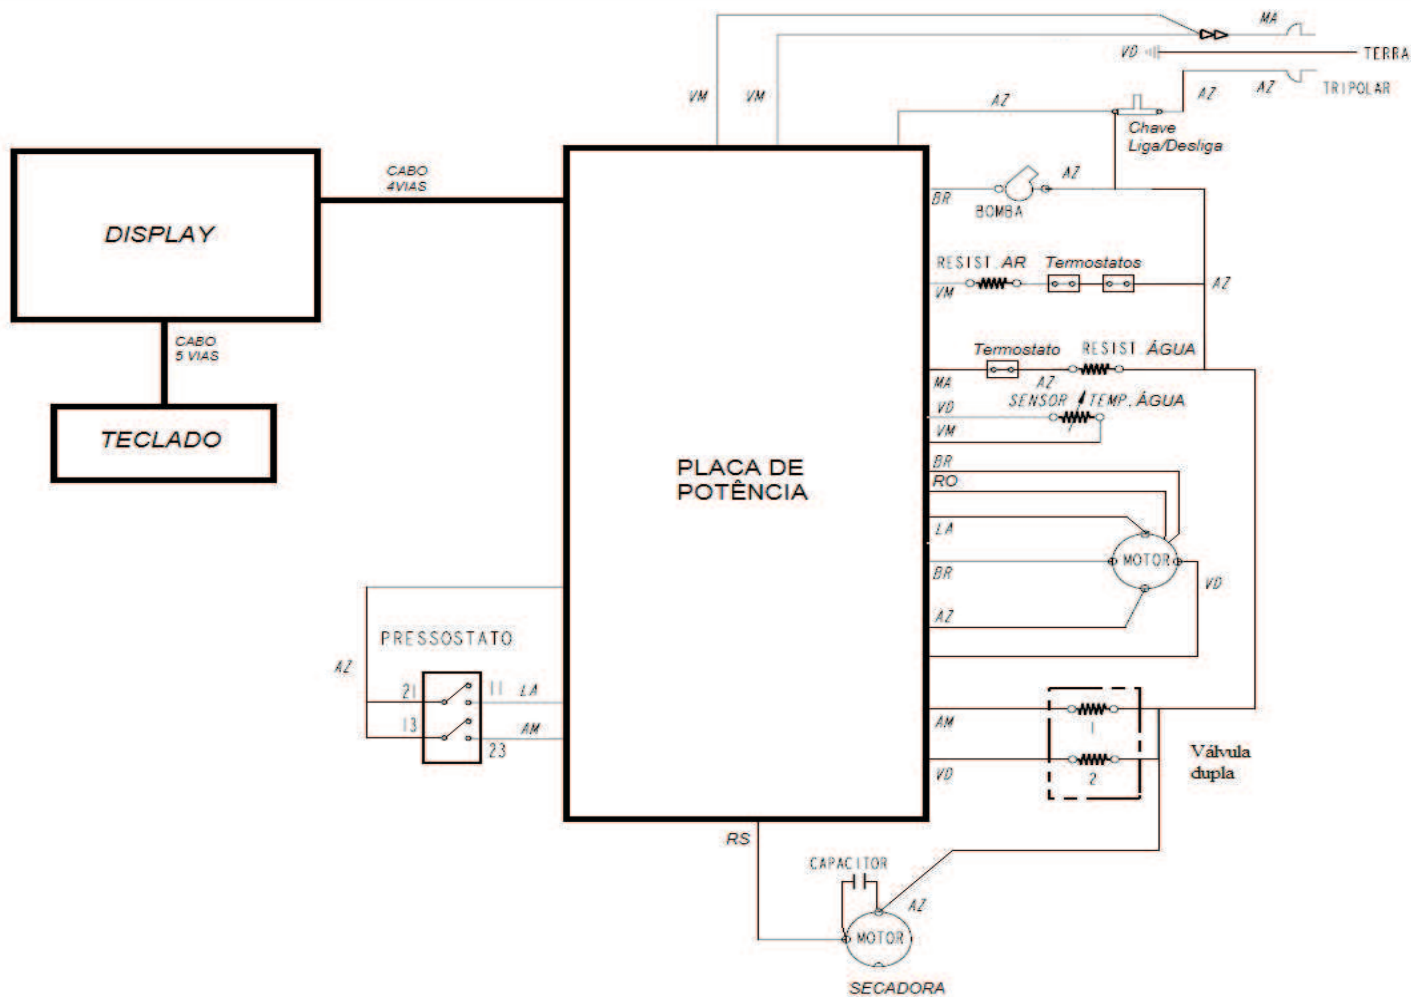 MA
VD
TERRA
AZ
AZ
TRIPOLAR
VM
VM
AZ
Chave
Liga/Desliga
CABO
4VIAS
DISPLAY
BR
BOMBA
AZ
RESIST. AR
Termostatos
VM
AZ
CABO
5 VIAS
Termostato
RESIST. ÁGUA
MA
AZ
SENSOR TEMP. ÁGUA
VD
VM
TECLADO
PLACA DE
POTÊNCIA
BR
RO
LA
MOTOR
BR
VD
AZ
PRESSOSTATO
AZ
21
11
LA
13
AM
23
AM
1
VD
2
Válvula
dupla
RS
CAPACITOR
AZ
MOTOR
SECADORA